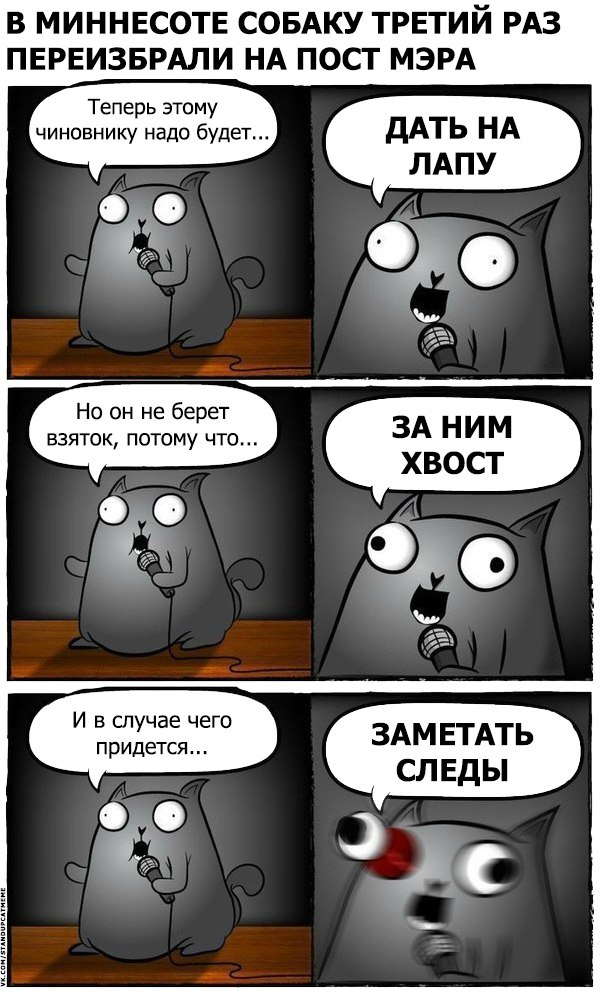 В МИННЕСОТЕ СОБАКУ ТРЕТИЙ РАЗ
ПЕРЕИЗБРАЛИ НА ПОСТ МЭРА
Теперь этому
чиновнику надо будет...
ДАТЬ НА
ЛАПУ
Но он не берет
взяток, потому что...
ЗА НИМ
ХВОСТ
И в случае чего
придется...
ЗАМЕТАТЬ
СЛЕДЫ
VK.COM/STANDUPCATMEME